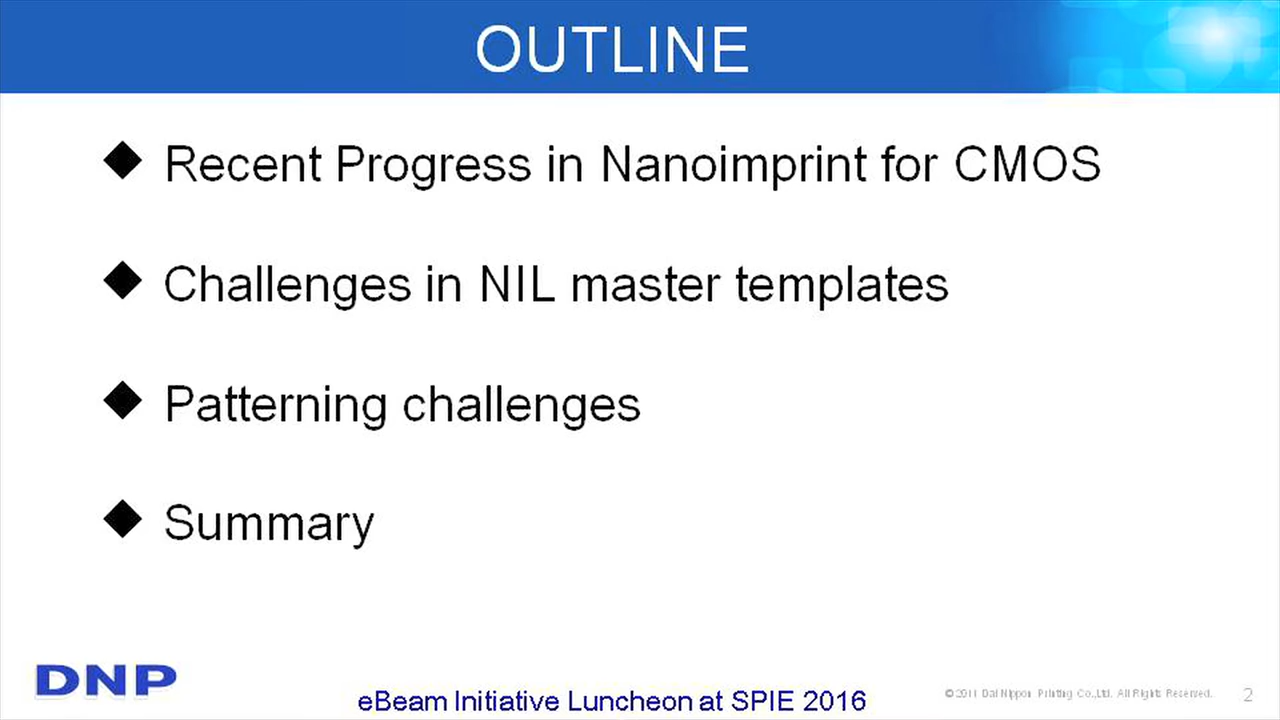 OUTLINE
◆ Recent Progress in Nanoimprint for CMOS
◆ Challenges in NIL master templates
◆ Patterning challenges
◆ Summary
DNP
eBeam Initiative Luncheon at SPIE 2016
©2011 Dai Nippon Printing Co.,Ltd. All Rights Reserved.
2